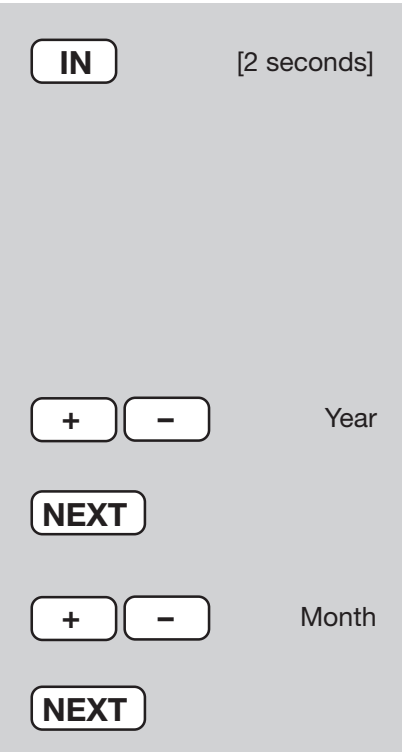 IN [2 seconds]
+ − Year
NEXT
+ − Month
NEXT